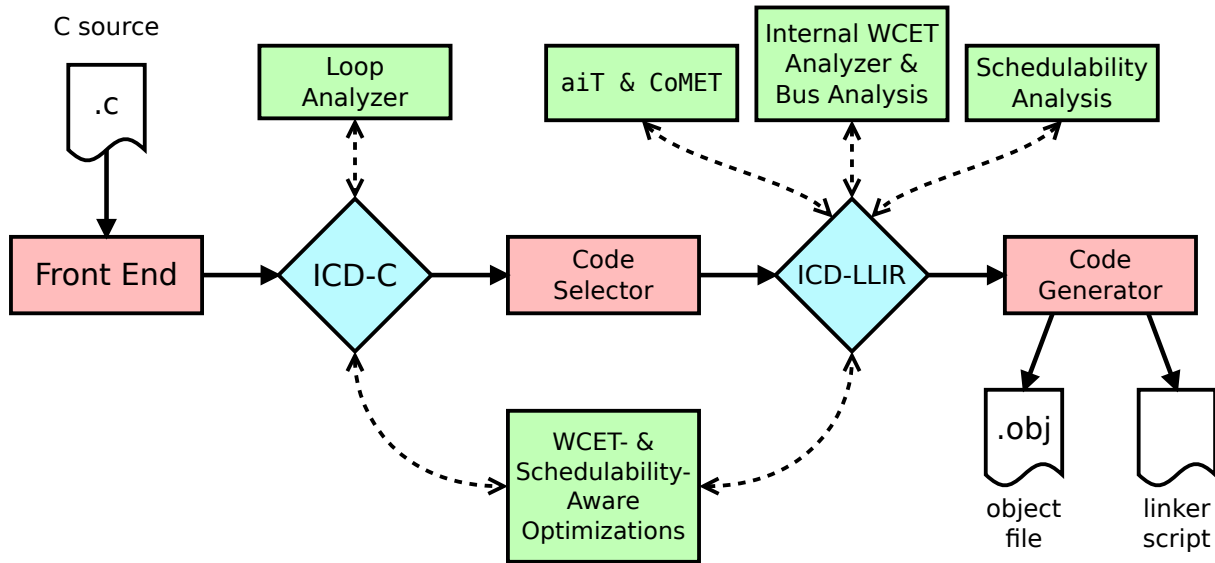 C source
.c
Loop
Analyzer
aiT & CoMET
Internal WCET
Analyzer &
Bus Analysis
Schedulability
Analysis
Front End
ICD-C
Code
Selector
ICD-LLIR
Code
Generator
WCET- &
Schedulability-
Aware
Optimizations
.obj
object
file
linker
script